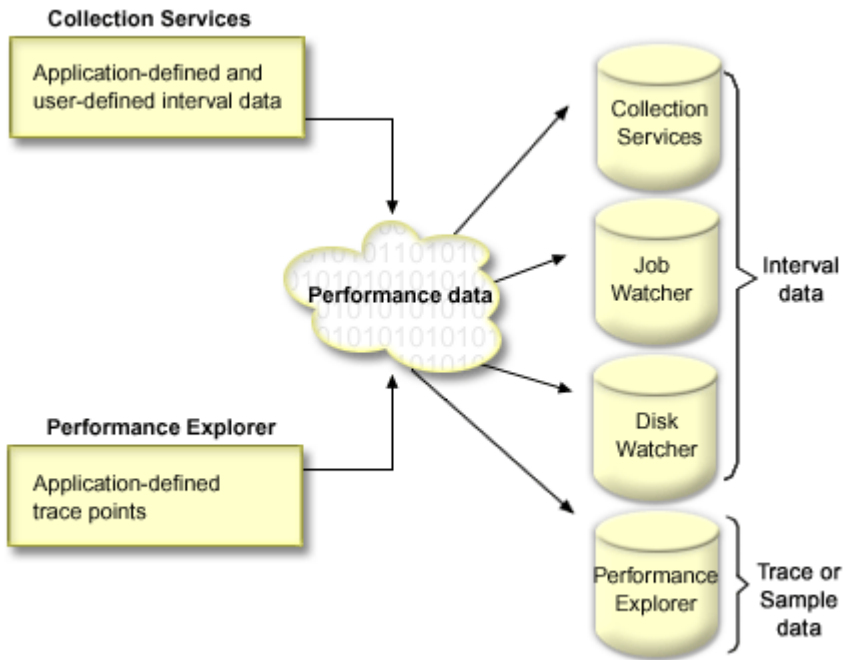 Collection Services
Application-defined and
user-defined interval data
Performance data
Performance Explorer
Application-defined
trace points
Collection
Services
Job
Watcher
Disk
Watcher
Performance
Explorer
Interval
data
Trace or
Sample
data